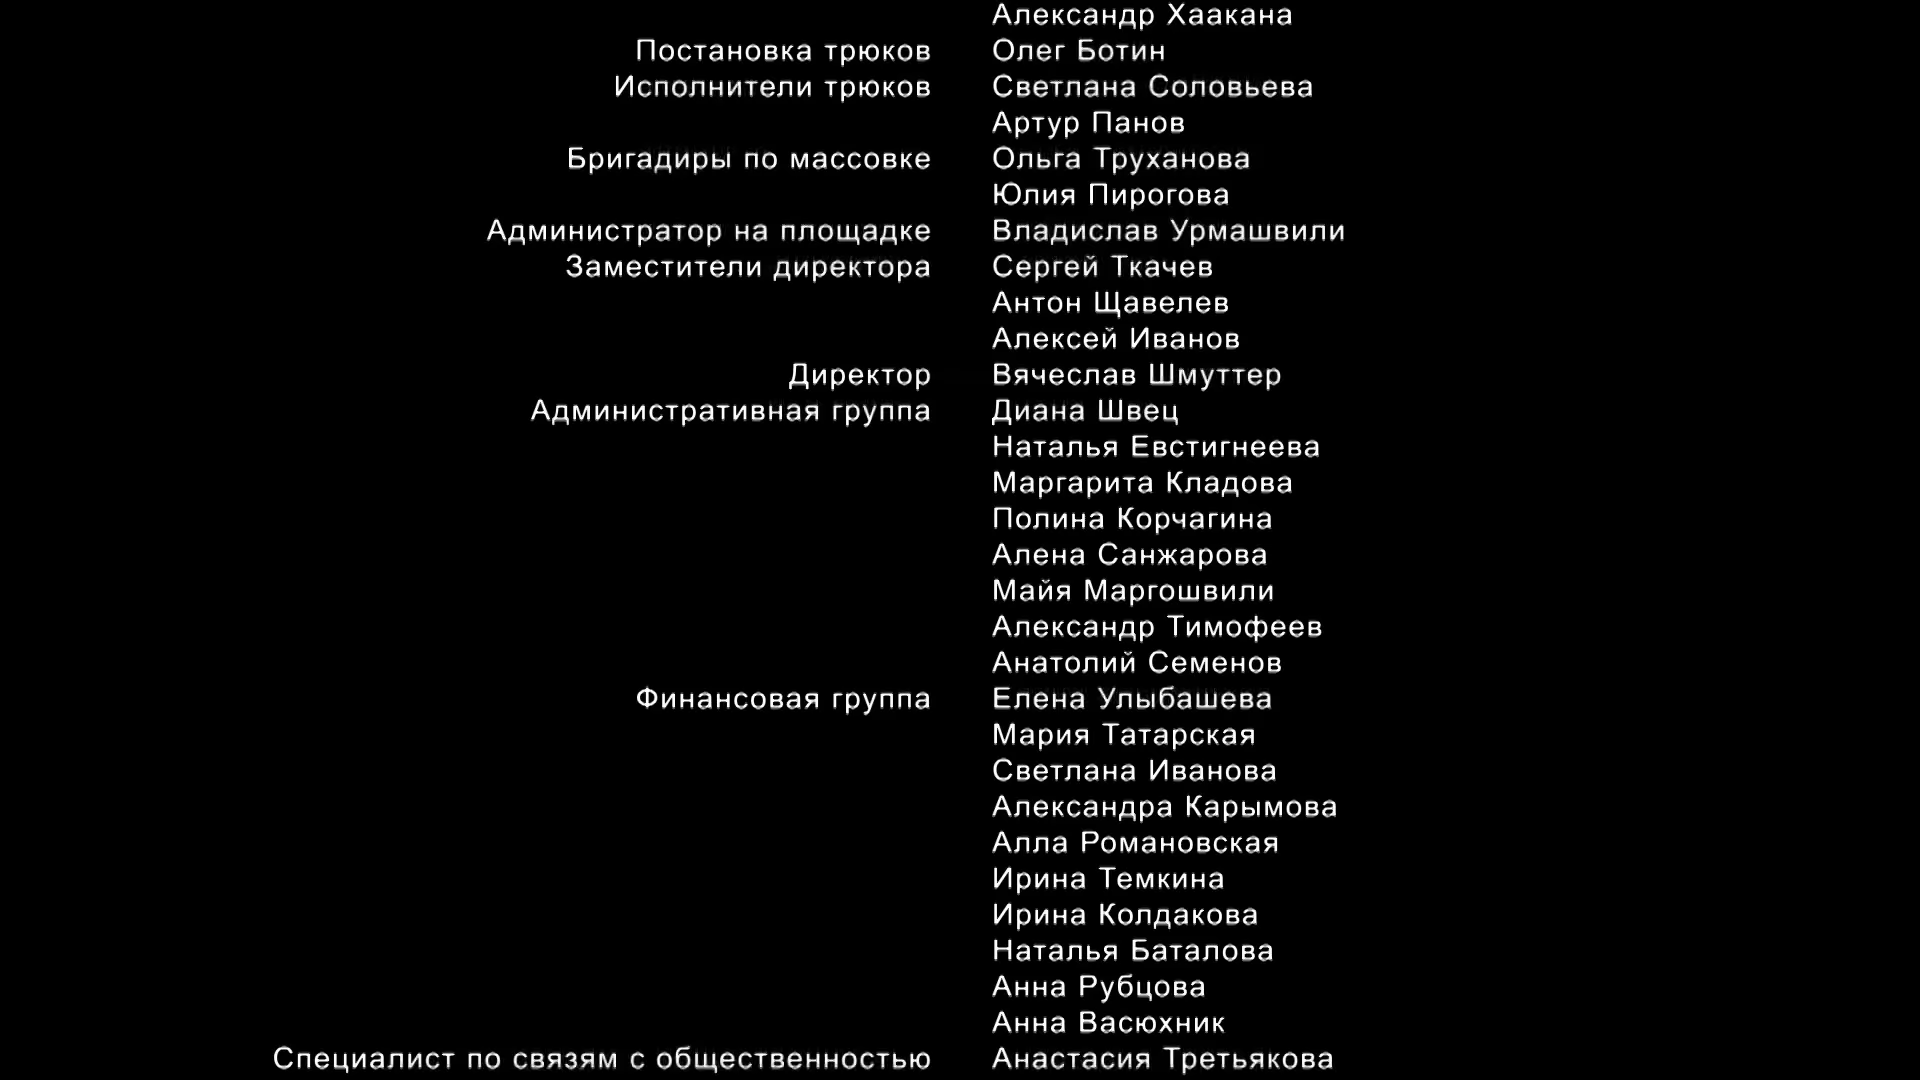 Александр Хаакана
Постановка трюков Олег Ботин
Исполнители трюков Светлана Соловьева
Артур Панов
Бригадиры по массовке Ольга Труханова
Юлия Пирогова
Администратор на площадке Владислав Урмашвили
Заместители директора Сергей Ткачев
Антон Щавелев
Алексей Иванов
Директор Вячеслав Шмуттер
Административная группа Диана Швец
Наталья Евстигнеева
Маргарита Кладова
Полина Корчагина
Алена Санжарова
Майя Маргошвили
Александр Тимофеев
Анатолий Семенов
Финансовая группа Елена Улыбашева
Мария Татарская
Светлана Иванова
Александра Карымова
Алла Романовская
Ирина Темкина
Ирина Колдакова
Наталья Баталова
Анна Рубцова
Анна Васюхник
Специалист по связям с общественностью Анастасия Третьякова